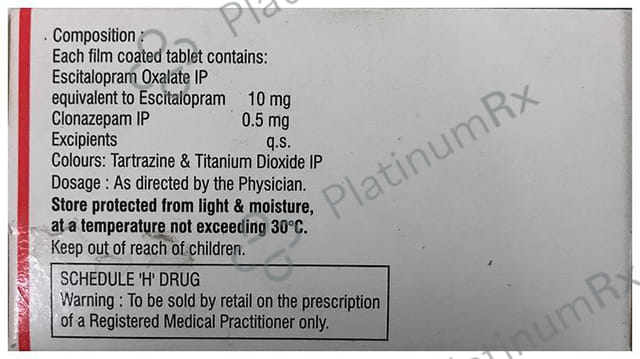 Composition :
Each film coated tablet contains:
Escitalopram Oxalate IP
equivalent to Escitalopram 10 mg
Clonazepam IP 0.5 mg
Excipients q.s.
Colours: Tartrazine & Titanium Dioxide IP
Dosage : As directed by the Physician.
Store protected from light & moisture,
at a temperature not exceeding 30°C.
Keep out of reach of children.
SCHEDULE 'H' DRUG
Warning : To be sold by retail on the prescription
of a Registered Medical Practitioner only.
PlatinumRx